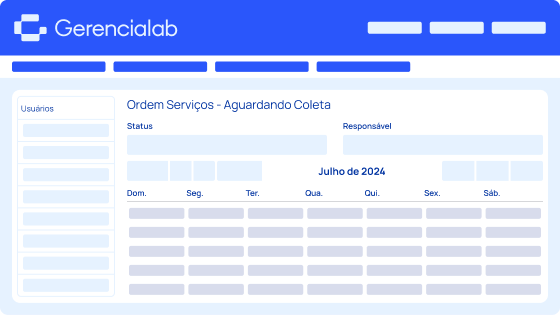 Gerencialab
Usuários
Ordem Serviços - Aguardando Coleta
Status
Responsável
Julho de 2024
Dom. Seg. Ter. Qua. Qui. Sex. Sáb.